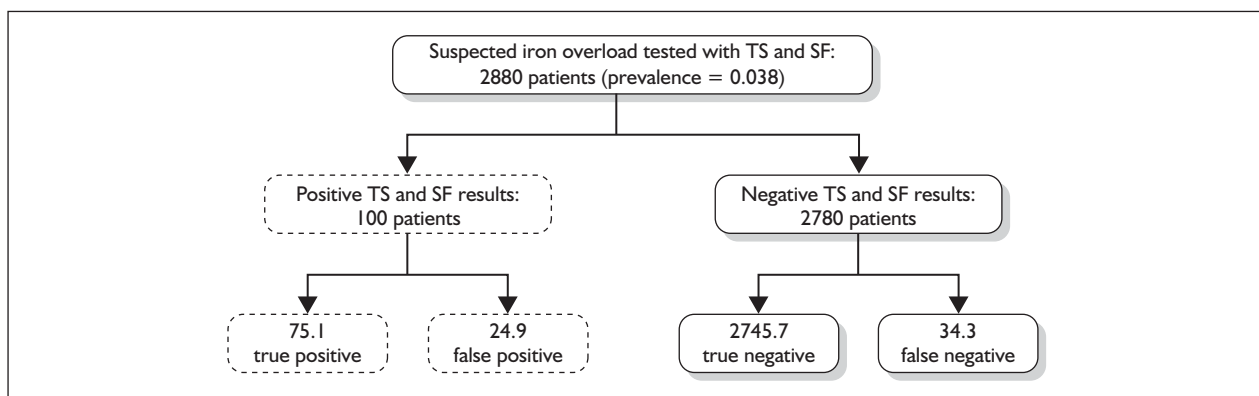 Suspected iron overload tested with TS and SF:
2880 patients (prevalence = 0.038)
Positive TS and SF results:
100 patients
Negative TS and SF results:
2780 patients
75.1
true positive
24.9
false positive
2745.7
true negative
34.3
false negative